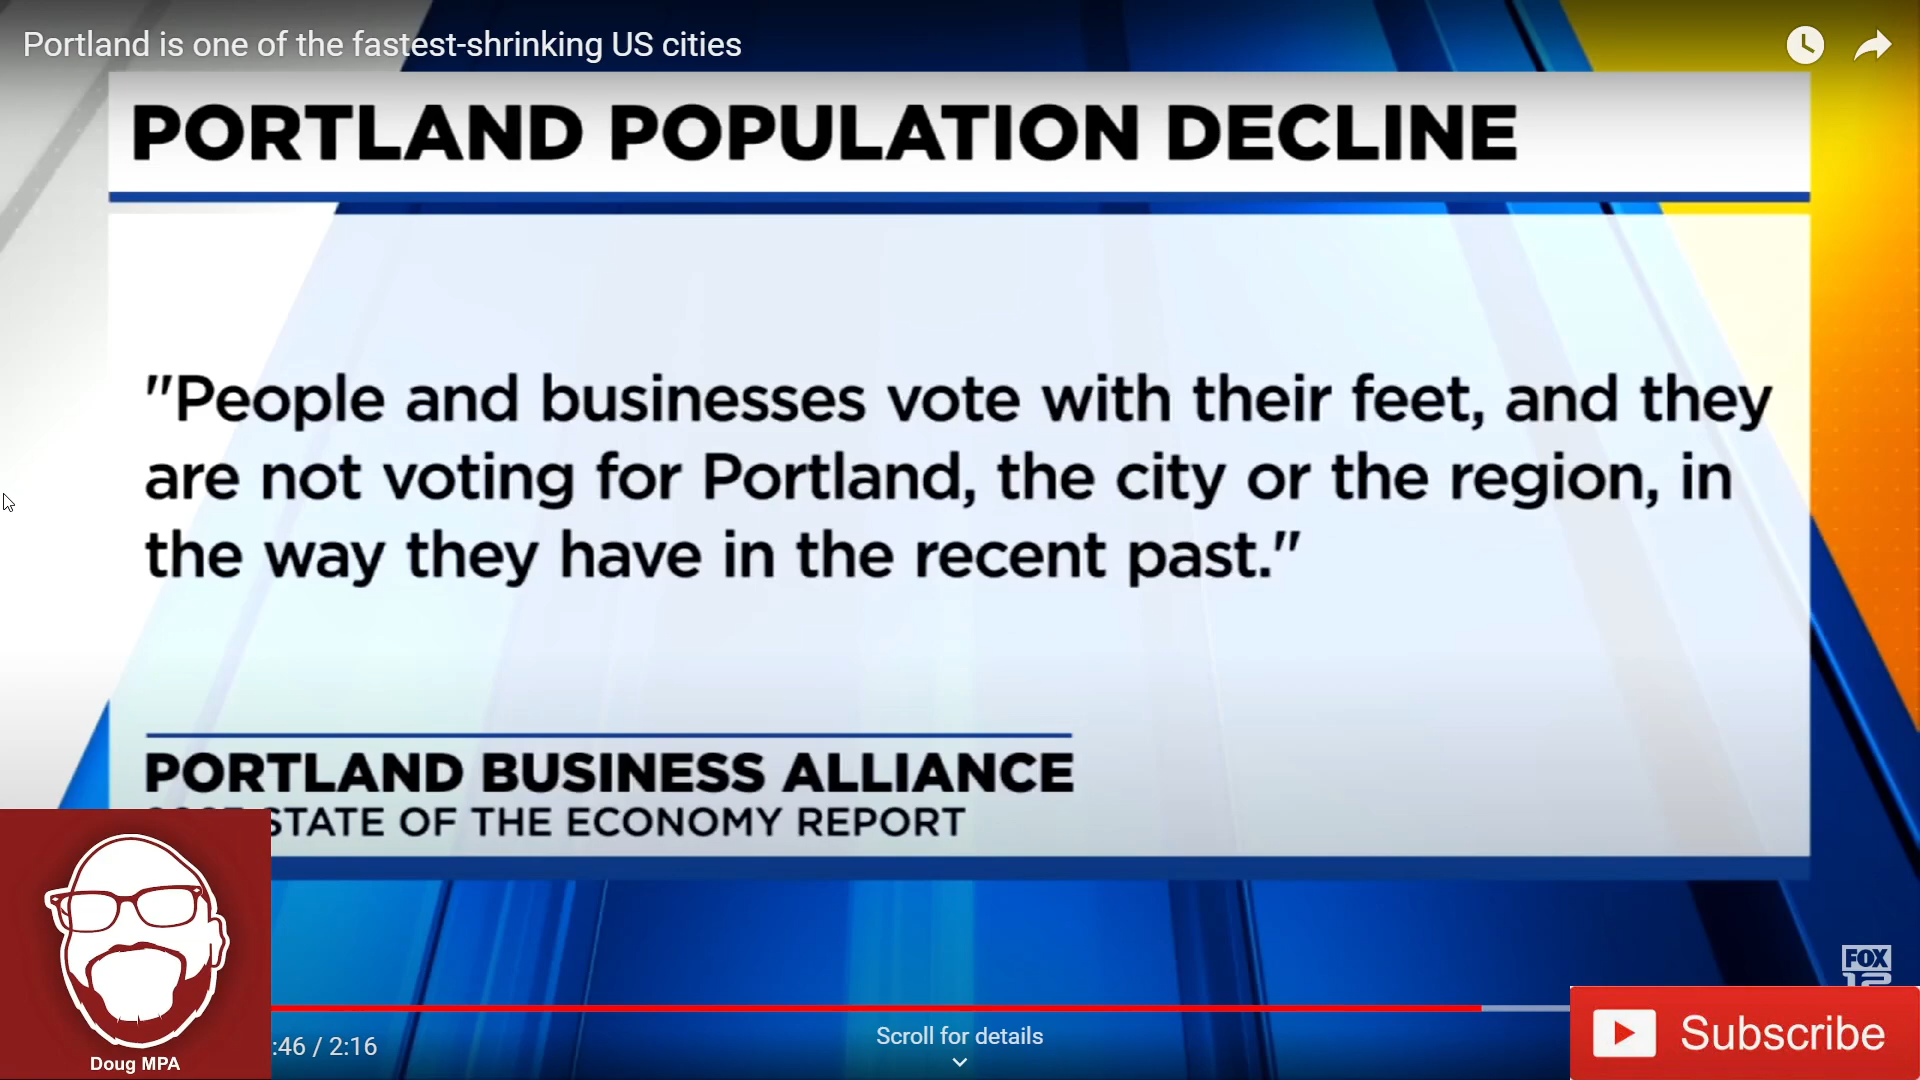 Portland is one of the fastest-shrinking US cities
PORTLAND POPULATION DECLINE
"People and businesses vote with their feet, and they
are not voting for Portland, the city or the region, in
the way they have in the recent past."
PORTLAND BUSINESS ALLIANCE
STATE OF THE ECONOMY REPORT
FOX
12
Doug MPA
:46 / 2:16
Scroll for details
Subscribe